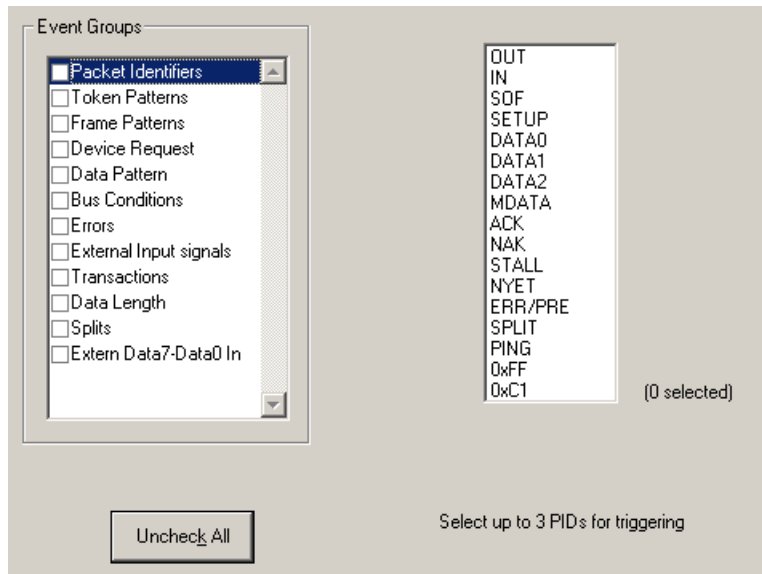 Event Groups
Packet Identifiers
Token Patterns
Frame Patterns
Device Request
Data Pattern
Bus Conditions
Errors
External Input signals
Transactions
Data Length
Splits
Extern Data7-Data0 In
OUT
IN
SOF
SETUP
DATA0
DATA1
DATA2
MDATA
ACK
NAK
STALL
NYET
ERR/PRE
SPLIT
PING
0xFF
0xC1
(0 selected)
Uncheck All
Select up to 3 PIDs for triggering